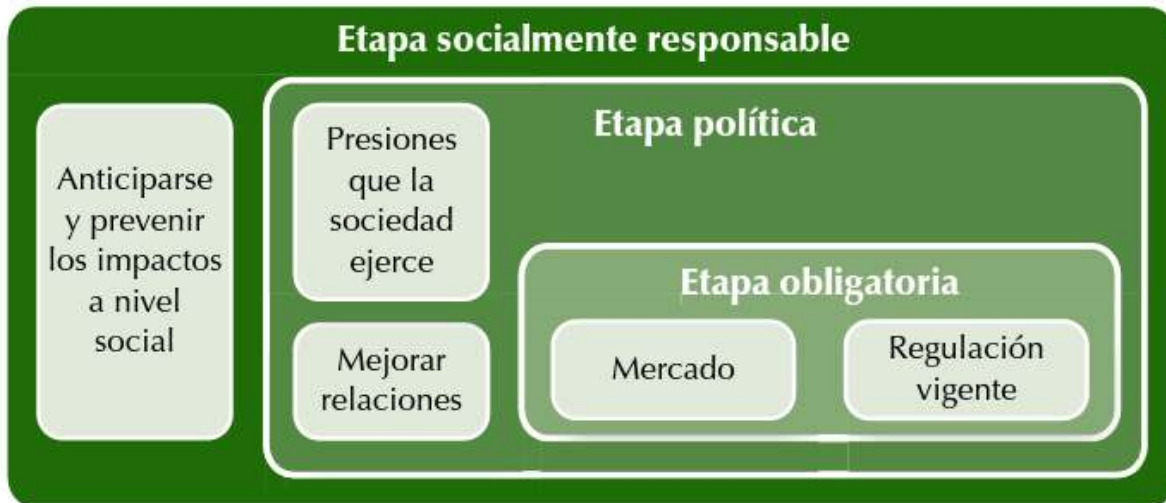 Etapa socialmente responsable
Anticiparse
y prevenir
los impactos
a nivel
social
Etapa política
Presiones
que la
sociedad
ejerce
Mejorar
relaciones
Etapa obligatoria
Mercado
Regulación
vigente